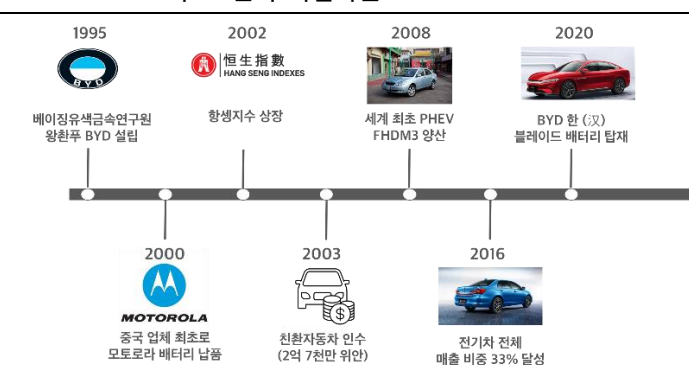 1995
BYD
베이징유색금속연구원
왕촨푸 BYD 설립
2002
恒生指數
HANG SENG INDEXES
항셍지수 상장
2008
세계 최초 PHEV
FHDM3 양산
2020
BYD 한 (汉)
블레이드 배터리 탑재
2000
MOTOROLA
중국 업체 최초로
모토로라 배터리 납품
2003
$
친환자동차 인수
(2억 7천만 위안)
2016
전기차 전체
매출 비중 33% 달성